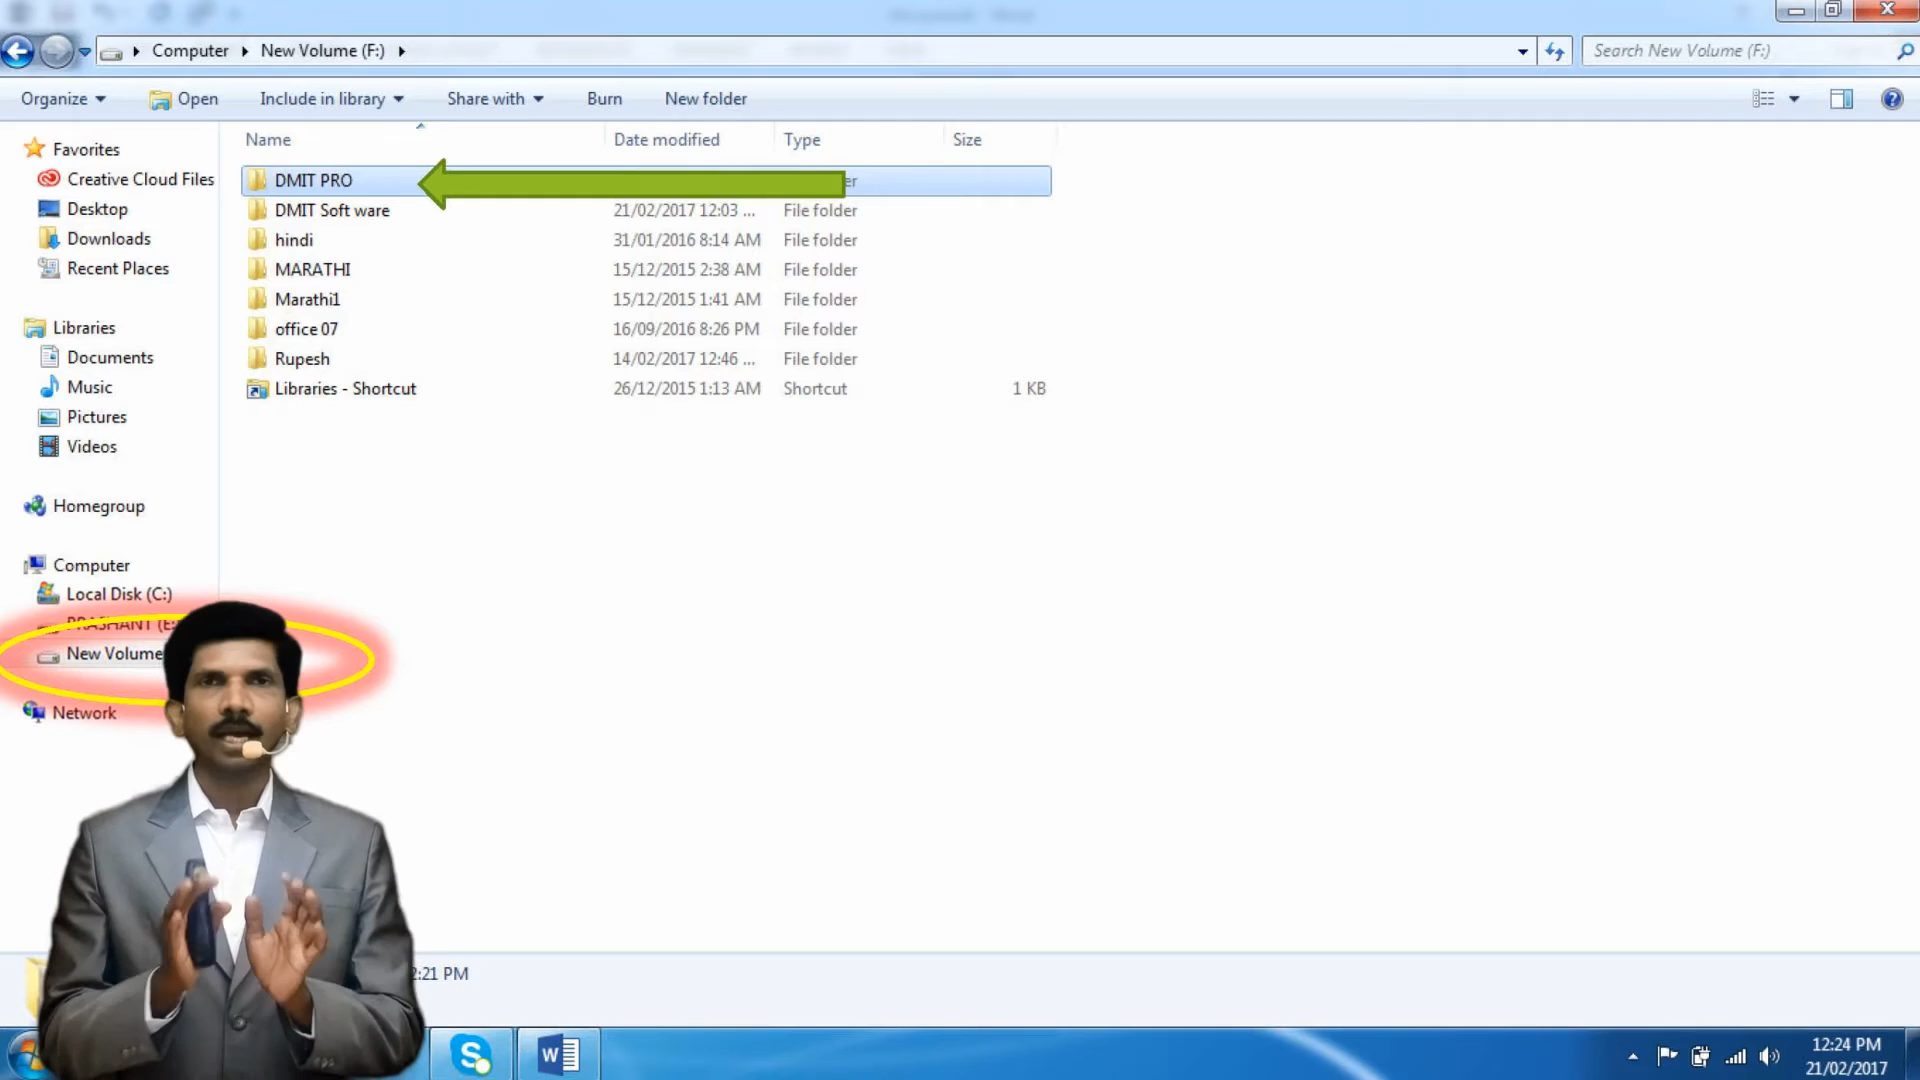 Computer New Volume (F:)
Search New Volume (F:)
Organize Open Include in library Share with Burn New folder
Name Date modified Type Size
Favorites
Creative Cloud Files
Desktop
Downloads
Recent Places
Libraries
Documents
Music
Pictures
Videos
Homegroup
Computer
Local Disk (C:)
PRASHANT (E:
New Volume
Network
DMIT PRO er
DMIT Soft ware 21/02/2017 12:03 ... File folder
hindi 31/01/2016 8:14 AM File folder
MARATHI 15/12/2015 2:38 AM File folder
Marathi1 15/12/2015 1:41 AM File folder
office 07 16/09/2016 8:26 PM File folder
Rupesh 14/02/2017 12:46 ... File folder
Libraries - Shortcut 26/12/2015 1:13 AM Shortcut 1 KB
2:21 PM
12:24 PM
21/02/2017